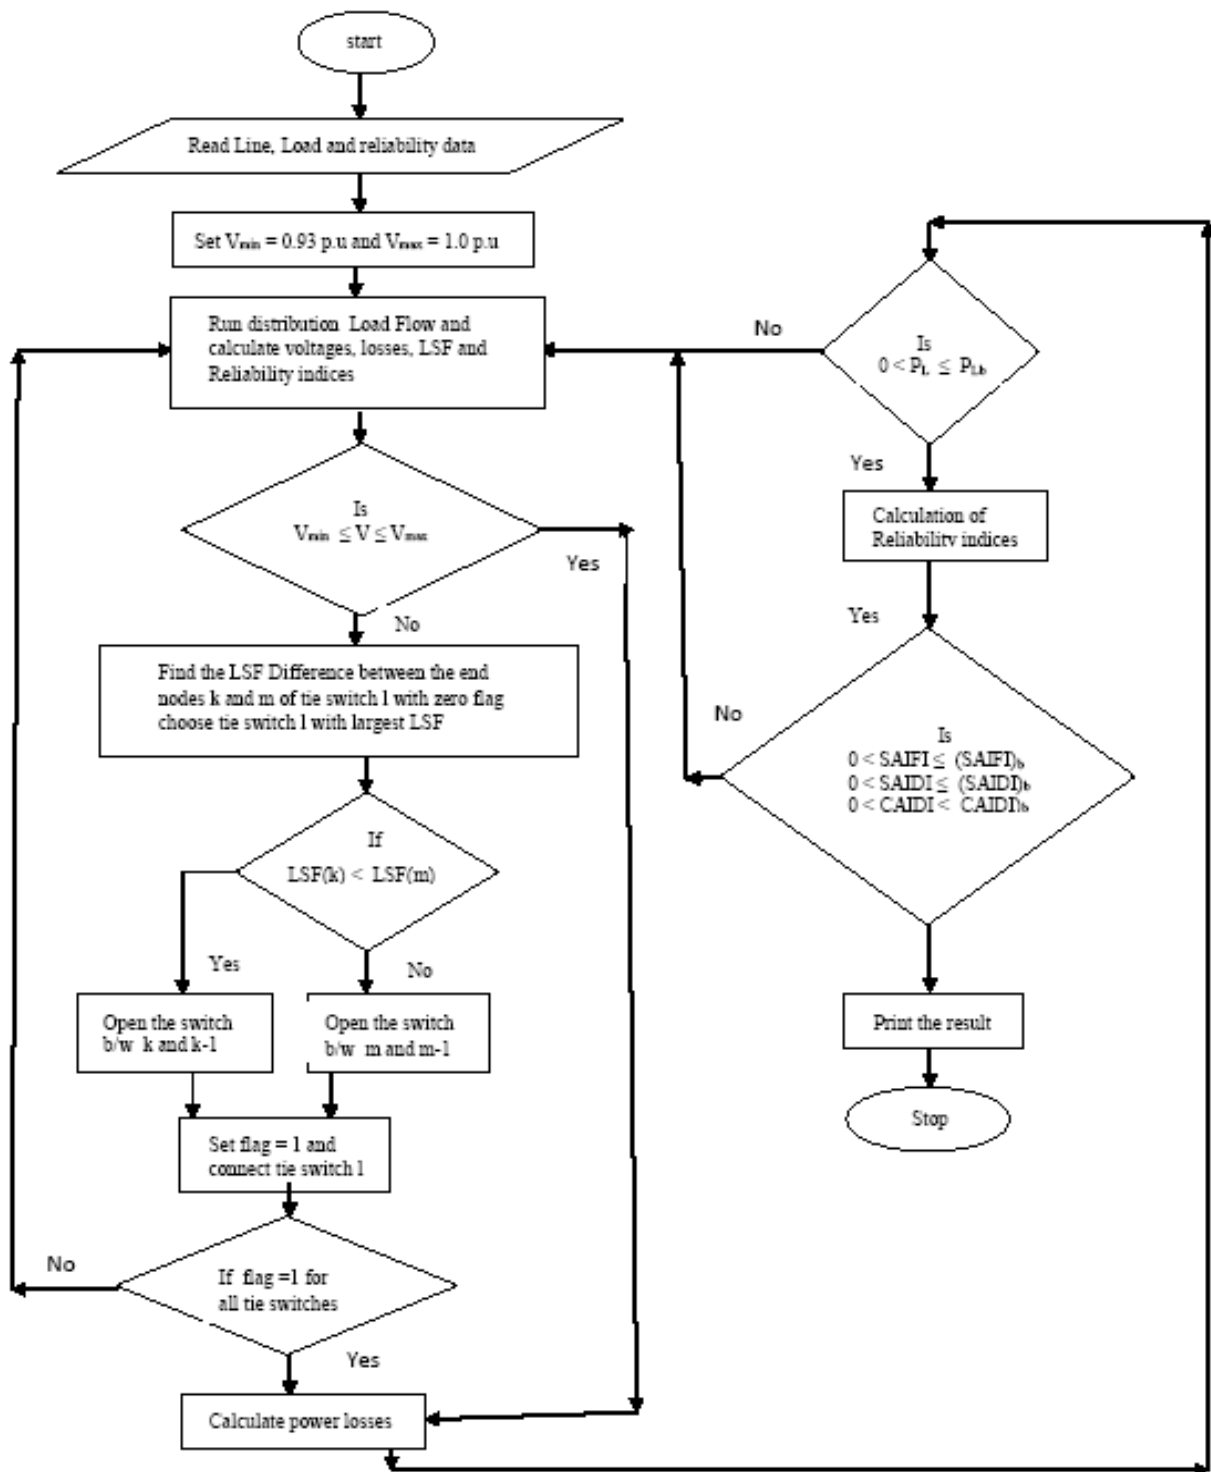 start
Read Line, Load and reliability data
Set Vmin = 0.93 p.u and Vmax = 1.0 p.u
Run distribution Load Flow and
calculate voltages, losses, LSF and
Reliability indices
Is
Vmin ≤ V ≤ Vmax
Yes
No
Find the LSF Difference between the end
nodes k and m of tie switch l with zero flag
choose tie switch l with largest LSF
If
LSF(k) < LSF(m)
Yes
No
Open the switch
b/w k and k-1
Open the switch
b/w m and m-1
Set flag = 1 and
connect tie switch l
No
If flag =1 for
all tie switches
Yes
Calculate power losses
No
Is
0 < PL ≤ PLb
Yes
Calculation of
Reliability indices
Yes
No
Is
0 < SAIFI ≤ (SAIFI)b
0 < SAIDI ≤ (SAIDI)b
0 < CAIDI < CAIDI)b
Print the result
Stop